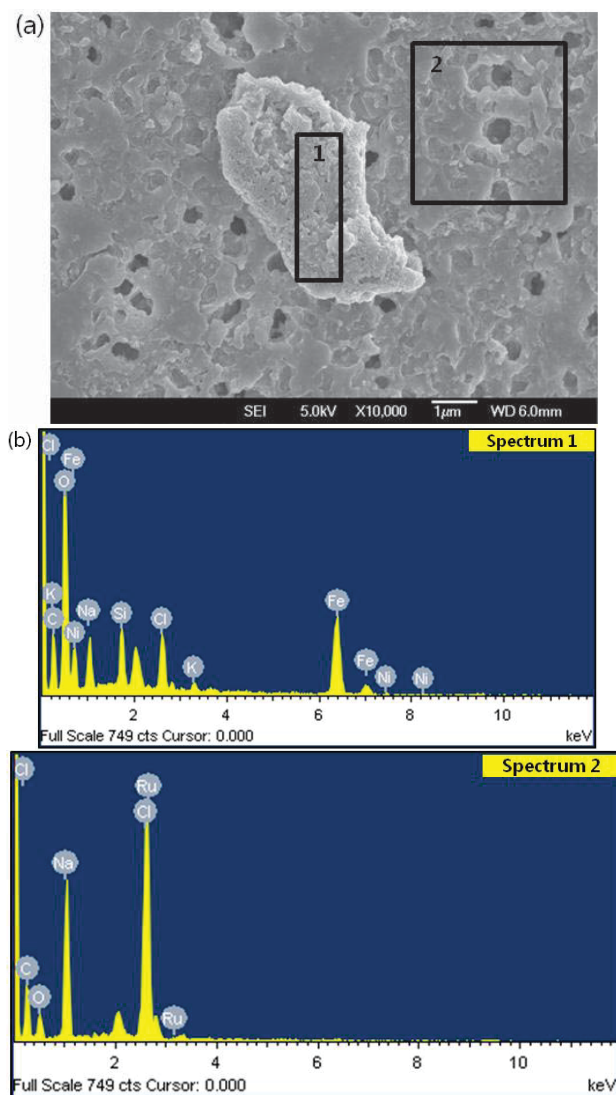 (a)
2
1
SEI 5.0kV X10,000 1µm WD 6.0mm
(b)
Spectrum 1
Cl
Fe
O
K
C
Ni
Na
Si
Cl
K
Fe
Fe
Ni
Ni
2 4 6 8 10
Full Scale 749 cts Cursor: 0.000 keV
Spectrum 2
Cl
Ru
Cl
Na
C
O
Ru
2 4 6 8 10
Full Scale 749 cts Cursor: 0.000 keV